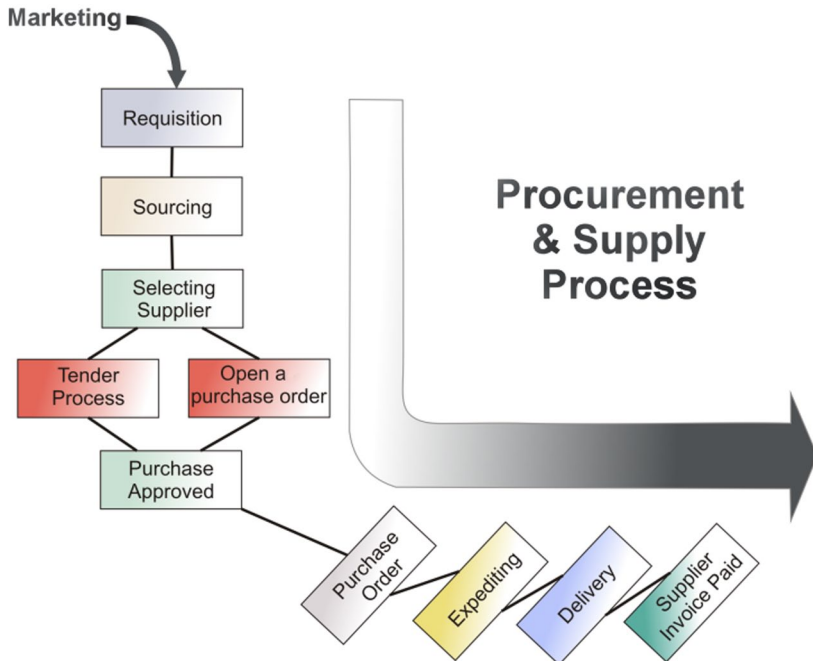 Marketing
Requisition
Sourcing
Selecting
Supplier
Tender
Process
Open a
purchase order
Purchase
Approved
Purchase
Order
Expediting
Delivery
Supplier
Invoice Paid
Procurement
& Supply
Process